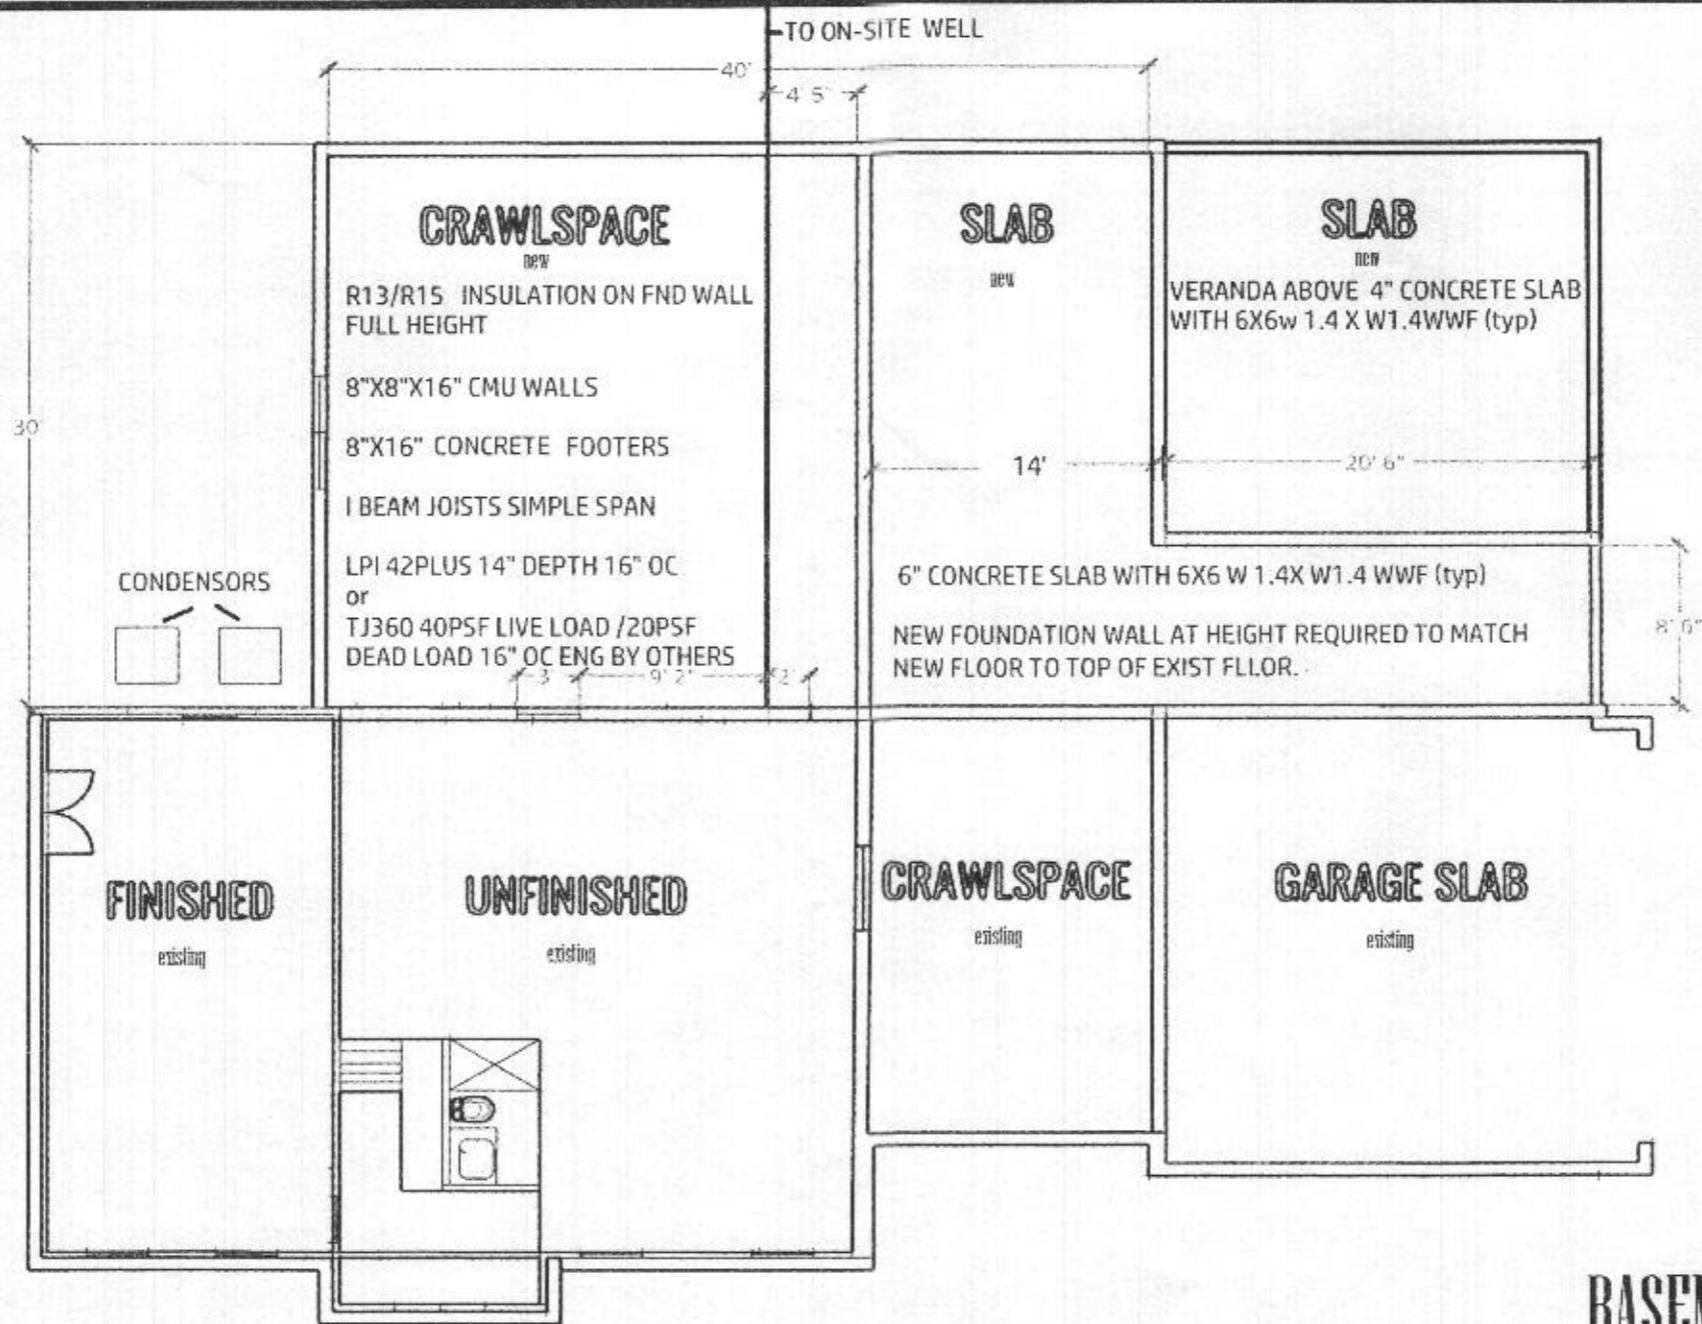 TO ON-SITE WELL
40'
4' 5"
CRAWLSPACE
new
R13/R15 INSULATION ON FND WALL
FULL HEIGHT
8"X8"X16" CMU WALLS
8"X16" CONCRETE FOOTERS
I BEAM JOISTS SIMPLE SPAN
LPI 42PLUS 14" DEPTH 16" OC
or
TJ360 40PSF LIVE LOAD /20PSF
DEAD LOAD 16" OC ENG BY OTHERS
3'
9' 2"
2'
30'
CONDENSORS
SLAB
new
14'
SLAB
new
VERANDA ABOVE 4" CONCRETE SLAB
WITH 6X6w 1.4 X W1.4WWF (typ)
20' 6"
6" CONCRETE SLAB WITH 6X6 W 1.4X W1.4 WWF (typ)
NEW FOUNDATION WALL AT HEIGHT REQUIRED TO MATCH
NEW FLOOR TO TOP OF EXIST FLLOR.
8' 6"
FINISHED
existing
UNFINISHED
existing
CRAWLSPACE
existing
GARAGE SLAB
existing
BASEM